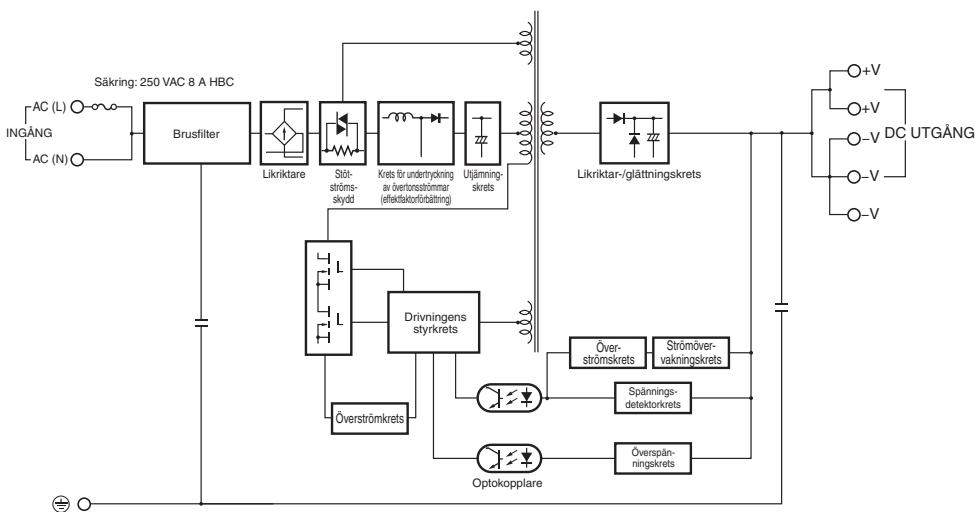 Säkring: 250 VAC 8 A HBC
AC (L)
INGÅNG
AC (N)
Brusfilter
Likriktare
Stöt-
ströms-
skydd
Krets för undertryckning
av övertonsströmmar
(effektfaktorförbättring)
Utjämnings-
krets
Likriktar-/glättningskrets
+V
+V
–V
–V
–V
DC UTGÅNG
Drivningens
styrkrets
Överströmkrets
Över-
strömskrets
Strömöver-
vakningskrets
Spännings-
detektorkrets
Överspän-
ningskrets
Optokopplare